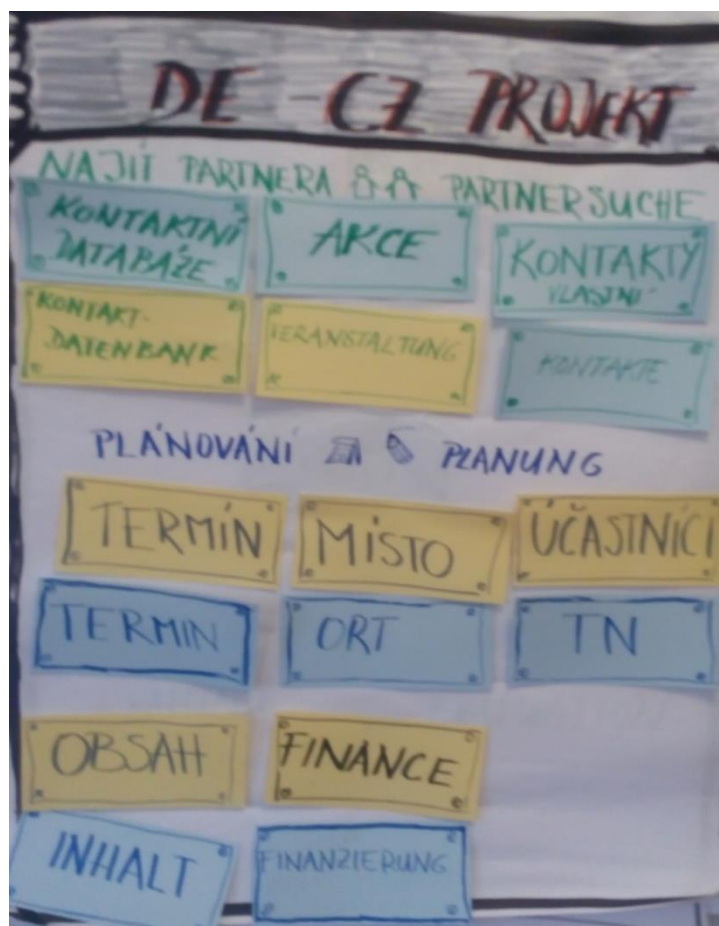 DE - CZ PROJEKT
NAJÍT PARTNERA PARTNERSUCHE
KONTAKTNÍ
DATABÁZE
AKCE
KONTAKTY
VLASTNÍ
KONTAKT-
DATENBANK
VERANSTALTUNG
KONTAKTE
PLÁNOVÁNÍ PLANUNG
TERMÍN
MÍSTO
ÚČASTNÍCI
TERMIN
ORT
TN
OBSAH
FINANCE
INHALT
FINANZIERUNG